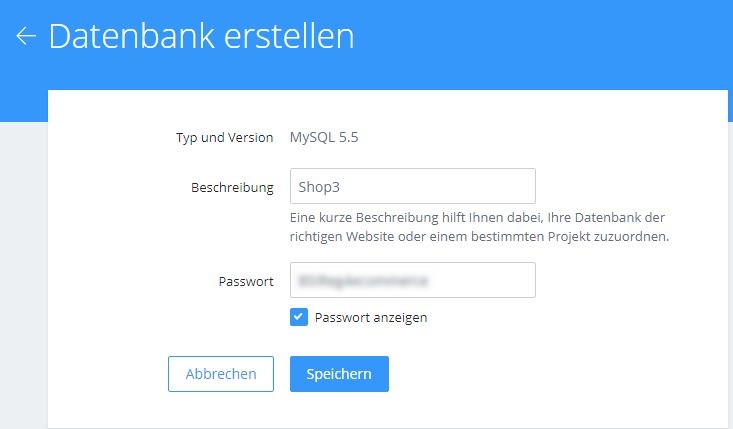 Datenbank erstellen
Typ und Version MySQL 5.5
Beschreibung Shop3
Eine kurze Beschreibung hilft Ihnen dabei, Ihre Datenbank der
richtigen Website oder einem bestimmten Projekt zuzuordnen.
Passwort
Passwort anzeigen
Abbrechen Speichern